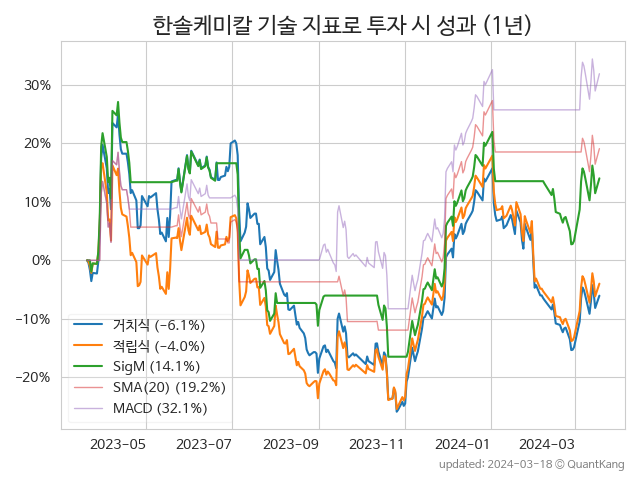 한솔케미칼 기술 지표로 투자 시 성과 (1년)
30%
20%
10%
0%
−10%
−20%
거치식 (−6.1%)
적립식 (−4.0%)
SigM (14.1%)
SMA(20) (19.2%)
MACD (32.1%)
2023-05
2023-07
2023-09
2023-11
2024-01
2024-03
updated: 2024-03-18 © QuantKang